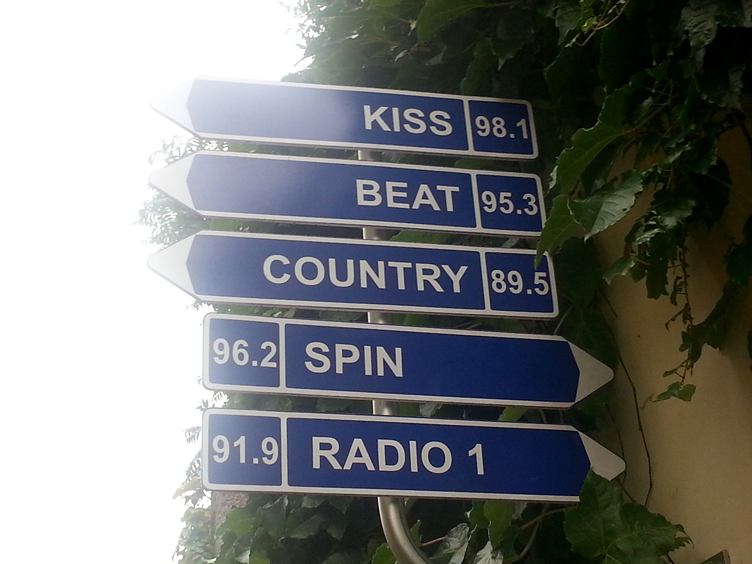 KISS 98.1
BEAT 95.3
COUNTRY 89.5
96.2 SPIN
91.9 RADIO 1